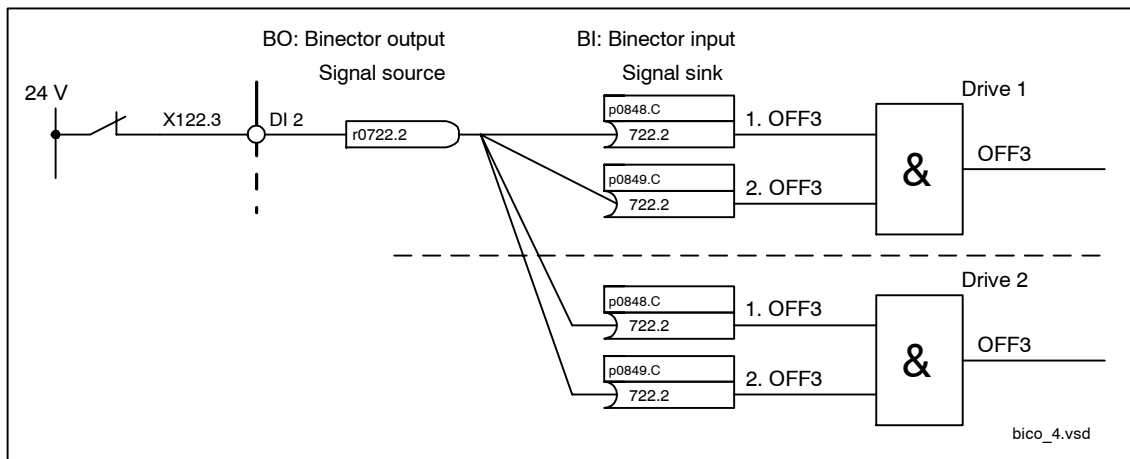 BO: Binector output
Signal source
BI: Binector input
Signal sink
24 V
X122.3
DI 2
r0722.2
Drive 1
p0848.C
722.2
1. OFF3
p0849.C
722.2
2. OFF3
&
OFF3
Drive 2
p0848.C
722.2
1. OFF3
p0849.C
722.2
2. OFF3
&
OFF3
bico_4.vsd